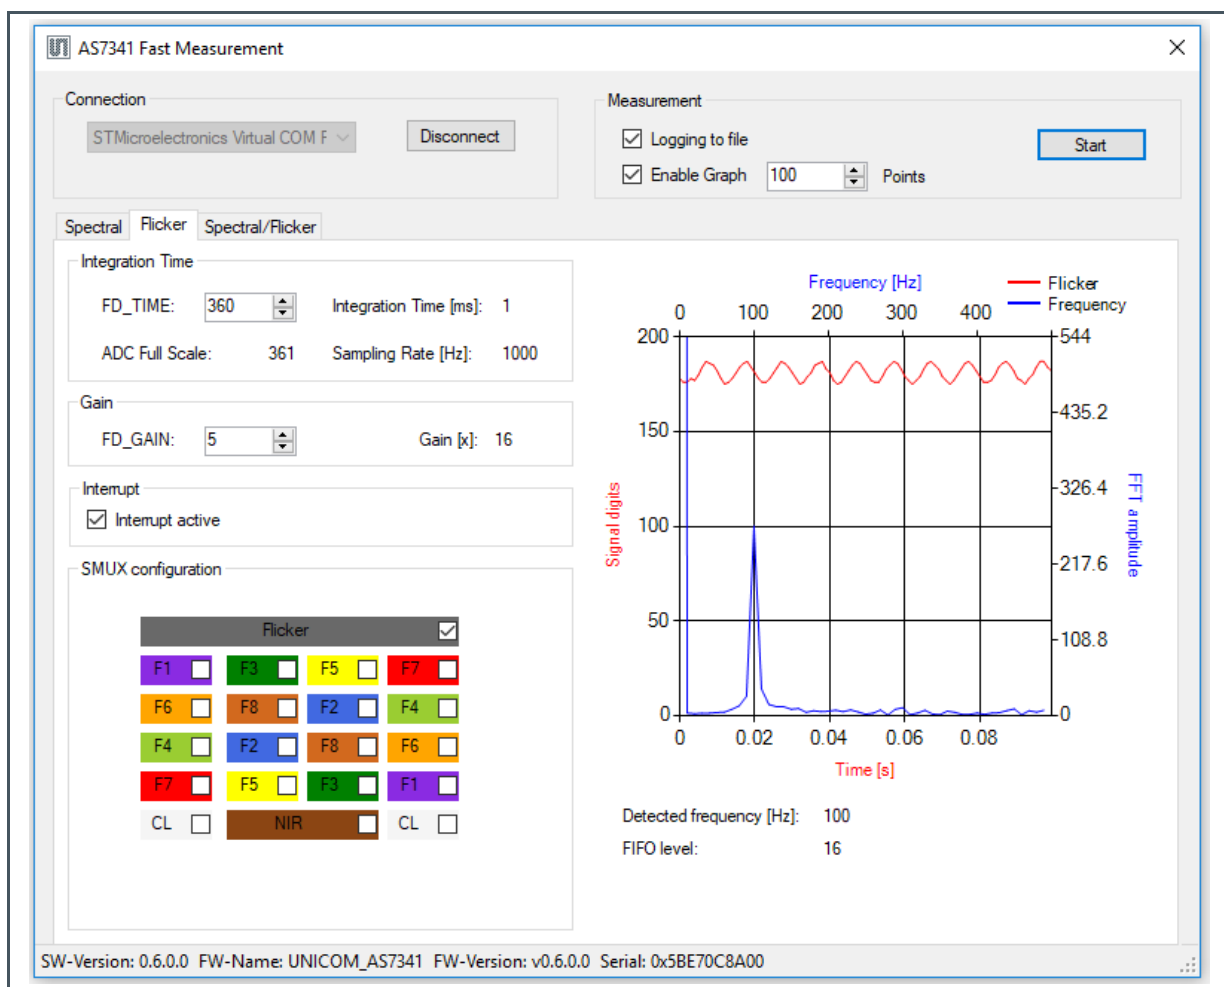 AS7341 Fast Measurement
Connection
STMicroelectronics Virtual COM F
Disconnect
Measurement
Logging to file
Enable Graph 100 Points
Start
Spectral Flicker Spectral/Flicker
Integration Time
FD_TIME: 360 Integration Time [ms]: 1
ADC Full Scale: 361 Sampling Rate [Hz]: 1000
Gain
FD_GAIN: 5 Gain [x]: 16
Interrupt
Interrupt active
SMUX configuration
Flicker
F1 F3 F5 F7
F6 F8 F2 F4
F4 F2 F8 F6
F7 F5 F3 F1
CL NIR CL
Frequency [Hz]
Flicker
Frequency
0 100 200 300 400
200 544
435.2
150
326.4
100
217.6
50
108.8
0 0
Signal digits
FFT amplitude
0 0.02 0.04 0.06 0.08
Time [s]
Detected frequency [Hz]: 100
FIFO level: 16
SW-Version: 0.6.0.0 FW-Name: UNICOM_AS7341 FW-Version: v0.6.0.0 Serial: 0x5BE70C8A00